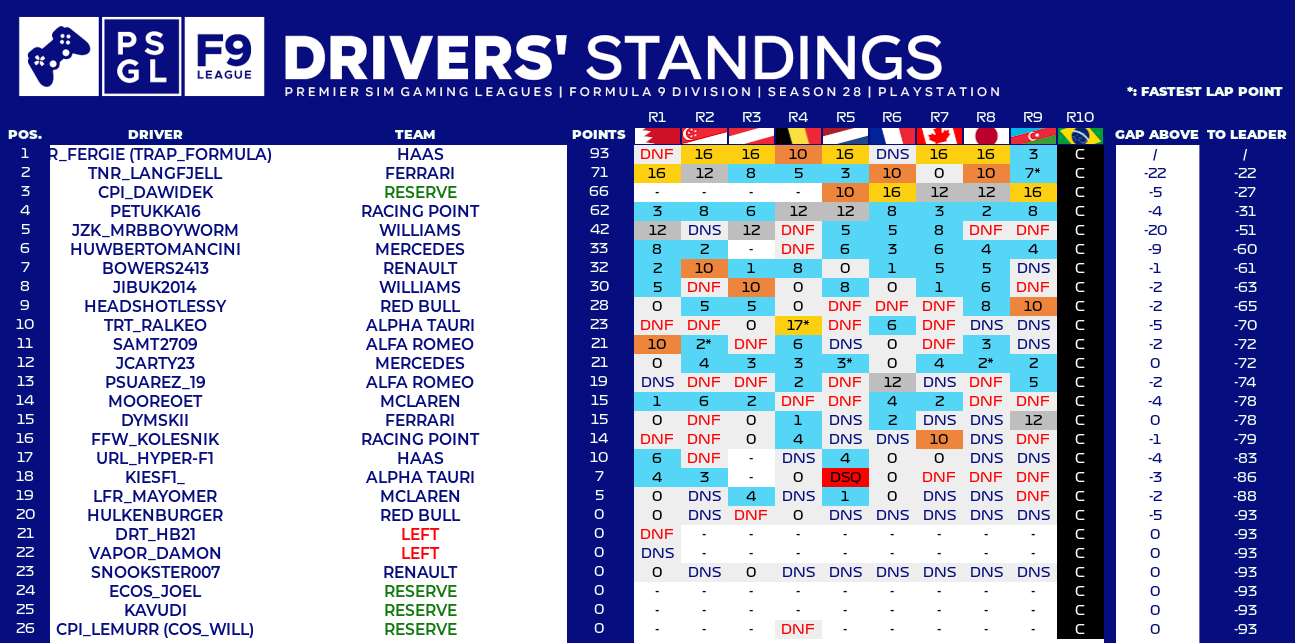 PS
GL
F9
LEAGUE
DRIVERS' STANDINGS
PREMIER SIM GAMING LEAGUES | FORMULA 9 DIVISION | SEASON 28 | PLAYSTATION
*: FASTEST LAP POINT
R1 R2 R3 R4 R5 R6 R7 R8 R9 R10
POS. DRIVER TEAM POINTS GAP ABOVE TO LEADER
1 R_FERGIE (TRAP_FORMULA) HAAS 93 DNF 16 16 10 16 DNS 16 16 3 C / /
2 TNR_LANGFJELL FERRARI 71 16 12 8 5 3 10 0 10 7* C -22 -22
3 CPI_DAWIDEK RESERVE 66 - - - - 10 16 12 12 16 C -5 -27
4 PETUKKA16 RACING POINT 62 3 8 6 12 12 8 3 2 8 C -4 -31
5 JZK_MRBBOYWORM WILLIAMS 42 12 DNS 12 DNF 5 5 8 DNF DNF C -20 -51
6 HUWBERTOMANCINI MERCEDES 33 8 2 - DNF 6 3 6 4 4 C -9 -60
7 BOWERS2413 RENAULT 32 2 10 1 8 0 1 5 5 DNS C -1 -61
8 JIBUK2014 WILLIAMS 30 5 DNF 10 0 8 0 1 6 DNF C -2 -63
9 HEADSHOTLESSY RED BULL 28 0 5 5 0 DNF DNF DNF 8 10 C -2 -65
10 TRT_RALKEO ALPHA TAURI 23 DNF DNF 0 17* DNF 6 DNF DNS DNS C -5 -70
11 SAMT2709 ALFA ROMEO 21 10 2* DNF 6 DNS 0 DNF 3 DNS C -2 -72
12 JCARTY23 MERCEDES 21 0 4 3 3 3* 0 4 2* 2 C 0 -72
13 PSUAREZ_19 ALFA ROMEO 19 DNS DNF DNF 2 DNF 12 DNS DNF 5 C -2 -74
14 MOOREOET MCLAREN 15 1 6 2 DNF DNF 4 2 DNF DNF C -4 -78
15 DYMSKII FERRARI 15 0 DNF 0 1 DNS 2 DNS DNS 12 C 0 -78
16 FFW_KOLESNIK RACING POINT 14 DNF DNF 0 4 DNS DNS 10 DNS DNF C -1 -79
17 URL_HYPER-F1 HAAS 10 6 DNF - DNS 4 0 0 DNS DNS C -4 -83
18 KIESF1_ ALPHA TAURI 7 4 3 - 0 DSQ 0 DNF DNF DNF C -3 -86
19 LFR_MAYOMER MCLAREN 5 0 DNS 4 DNS 1 0 DNS DNS DNF C -2 -88
20 HULKENBURGER RED BULL 0 0 DNS DNF 0 DNS DNS DNS DNS DNS C -5 -93
21 DRT_HB21 LEFT 0 DNF - - - - - - - - C 0 -93
22 VAPOR_DAMON LEFT 0 DNS - - - - - - - - C 0 -93
23 SNOOKSTER007 RENAULT 0 0 DNS 0 DNS DNS DNS DNS DNS DNS C 0 -93
24 ECOS_JOEL RESERVE 0 - - - - - - - - - C 0 -93
25 KAVUDI RESERVE 0 - - - - - - - - - C 0 -93
26 CPI_LEMURR (COS_WILL) RESERVE 0 - - - DNF - - - - - C 0 -93